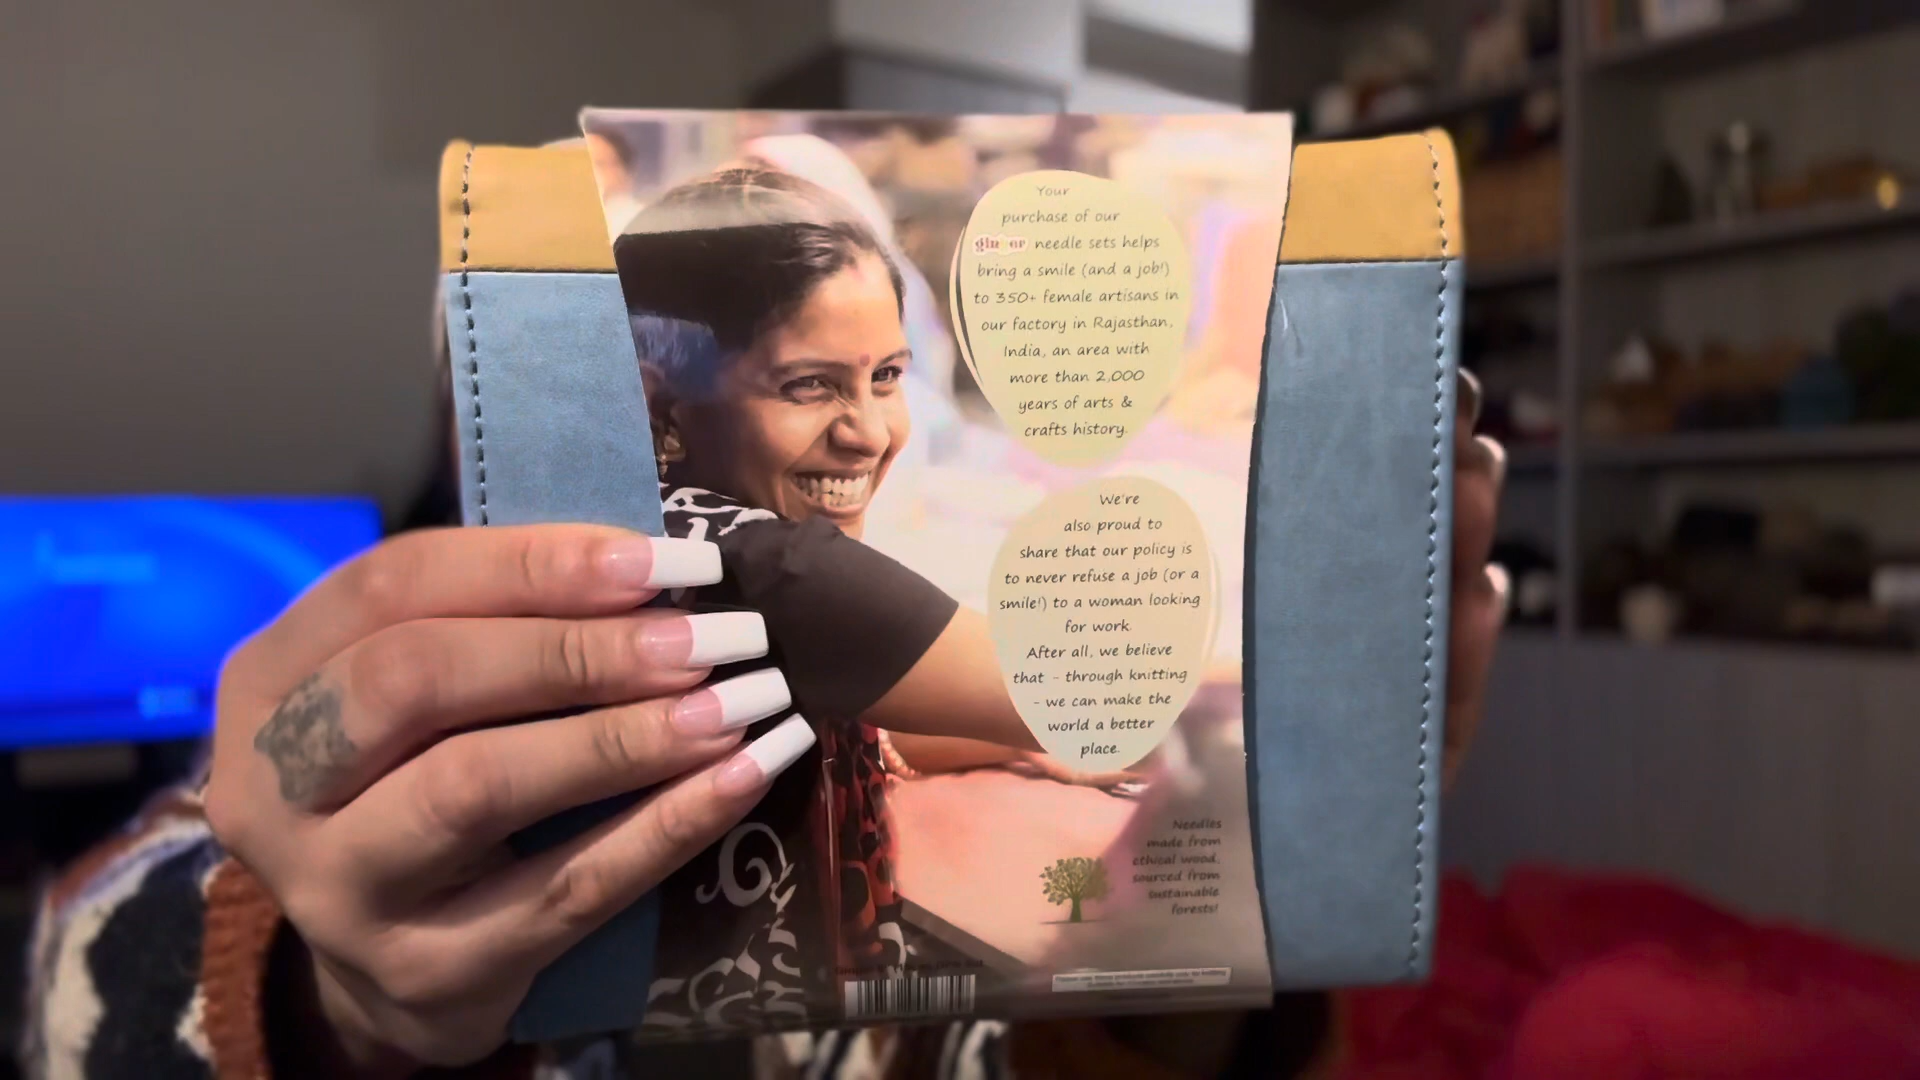 Your
purchase of our
ginger needle sets helps
bring a smile (and a job!)
to 350+ female artisans in
our factory in Rajasthan,
India, an area with
more than 2,000
years of arts &
crafts history.
We're
also proud to
share that our policy is
to never refuse a job (or a
smile!) to a woman looking
for work.
After all, we believe
that - through knitting
- we can make the
world a better
place.
Needles
made from
ethical wood,
sourced from
sustainable
forests!